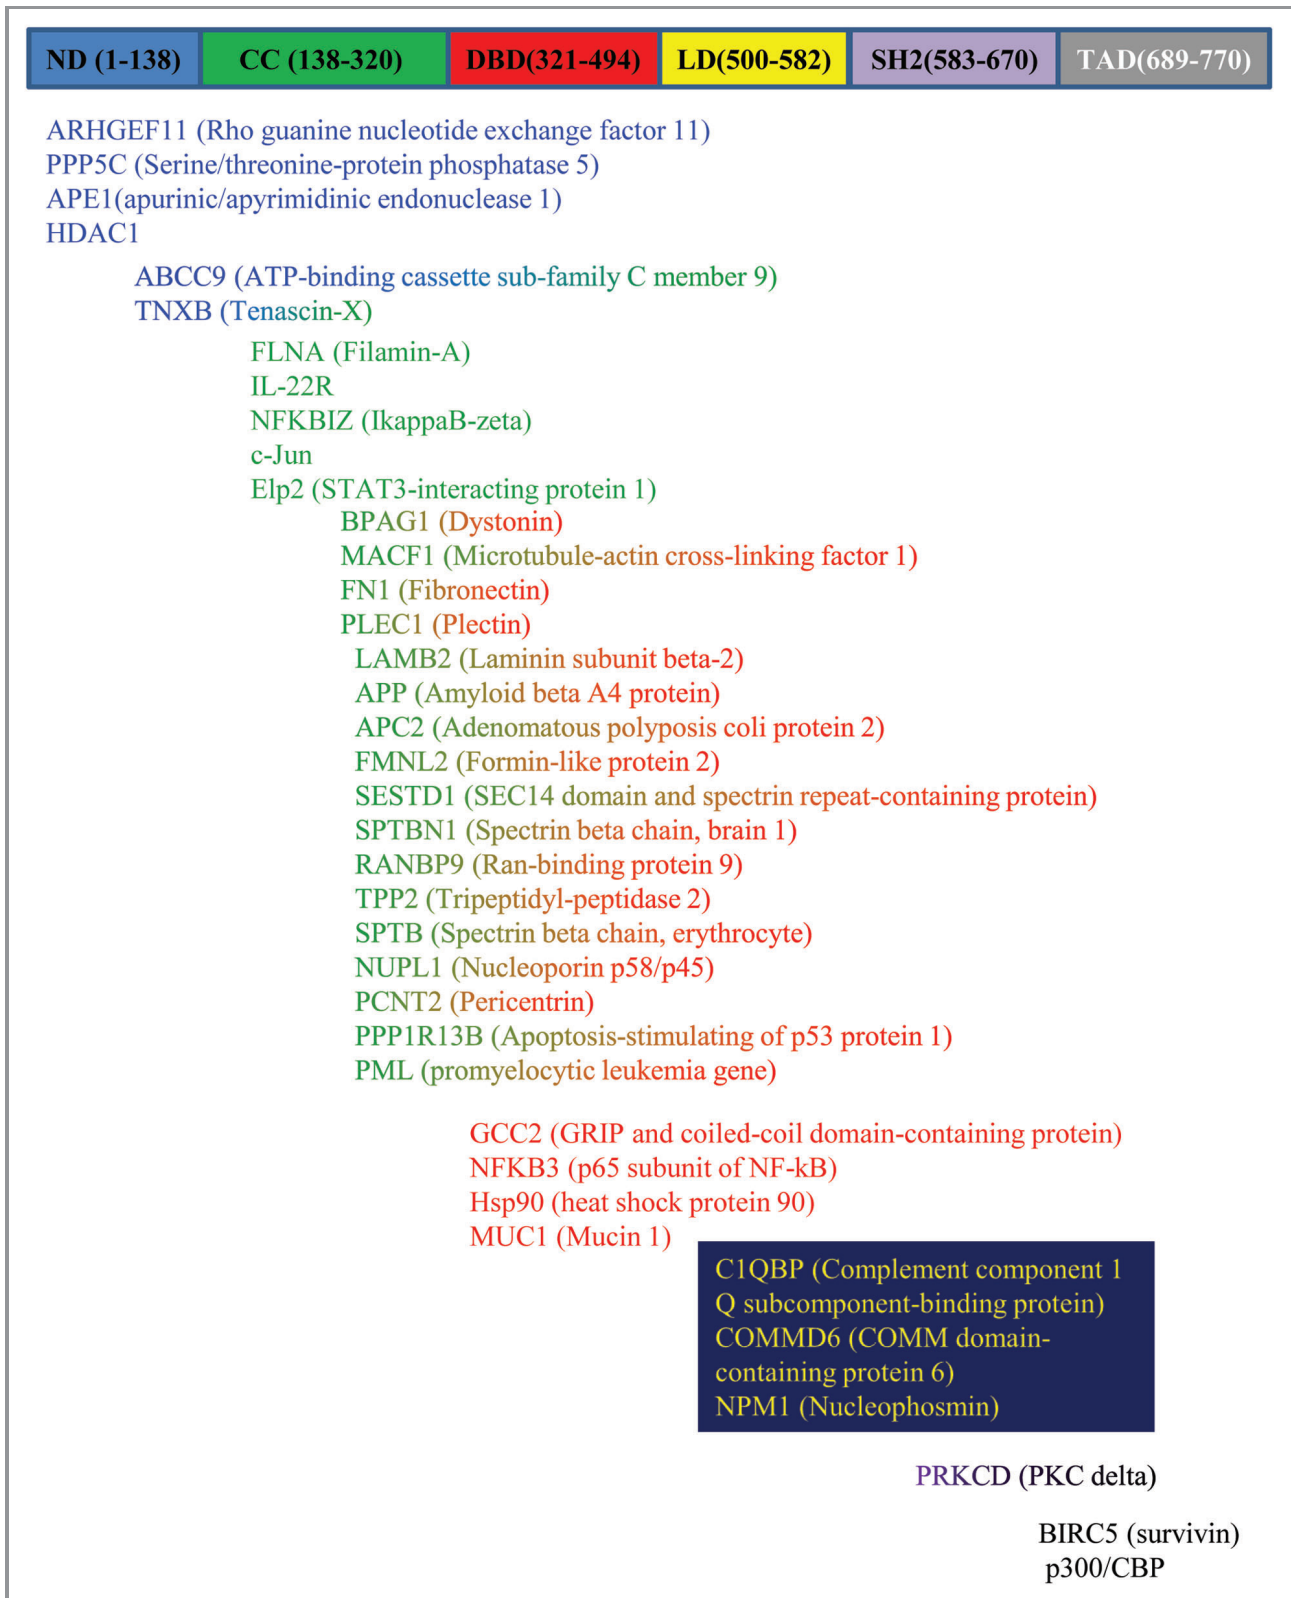 ND (1-138) CC (138-320) DBD(321-494) LD(500-582) SH2(583-670) TAD(689-770)
ARHGEF11 (Rho guanine nucleotide exchange factor 11)
PPP5C (Serine/threonine-protein phosphatase 5)
APE1(apurinic/apyrimidinic endonuclease 1)
HDAC1
ABCC9 (ATP-binding cassette sub-family C member 9)
TNXB (Tenascin-X)
FLNA (Filamin-A)
IL-22R
NFKBIZ (IkappaB-zeta)
c-Jun
Elp2 (STAT3-interacting protein 1)
BPAG1 (Dystonin)
MACF1 (Microtubule-actin cross-linking factor 1)
FN1 (Fibronectin)
PLEC1 (Plectin)
LAMB2 (Laminin subunit beta-2)
APP (Amyloid beta A4 protein)
APC2 (Adenomatous polyposis coli protein 2)
FMNL2 (Formin-like protein 2)
SESTD1 (SEC14 domain and spectrin repeat-containing protein)
SPTBN1 (Spectrin beta chain, brain 1)
RANBP9 (Ran-binding protein 9)
TPP2 (Tripeptidyl-peptidase 2)
SPTB (Spectrin beta chain, erythrocyte)
NUPL1 (Nucleoporin p58/p45)
PCNT2 (Pericentrin)
PPP1R13B (Apoptosis-stimulating of p53 protein 1)
PML (promyelocytic leukemia gene)
GCC2 (GRIP and coiled-coil domain-containing protein)
NFKB3 (p65 subunit of NF-kB)
Hsp90 (heat shock protein 90)
MUC1 (Mucin 1)
C1QBP (Complement component 1
Q subcomponent-binding protein)
COMMD6 (COMM domain-
containing protein 6)
NPM1 (Nucleophosmin)
PRKCD (PKC delta)
BIRC5 (survivin)
p300/CBP